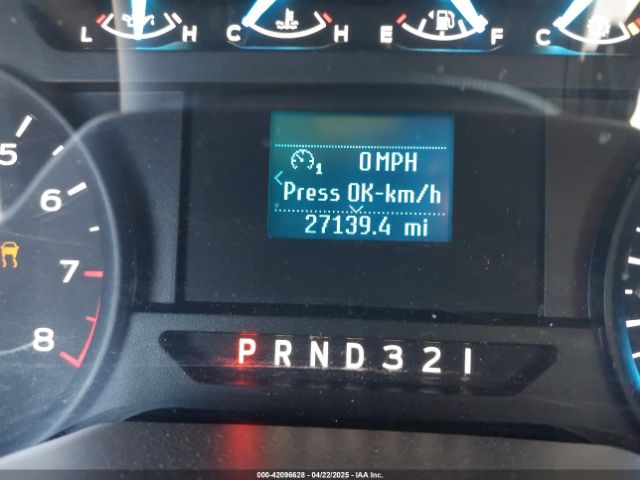 L H C H E F C
0 MPH
1
Press OK-km/h
27139.4 mi
5
6
7
8
P R N D 3 2 1
000-42096628 - 04/22/2025 - IAA Inc.